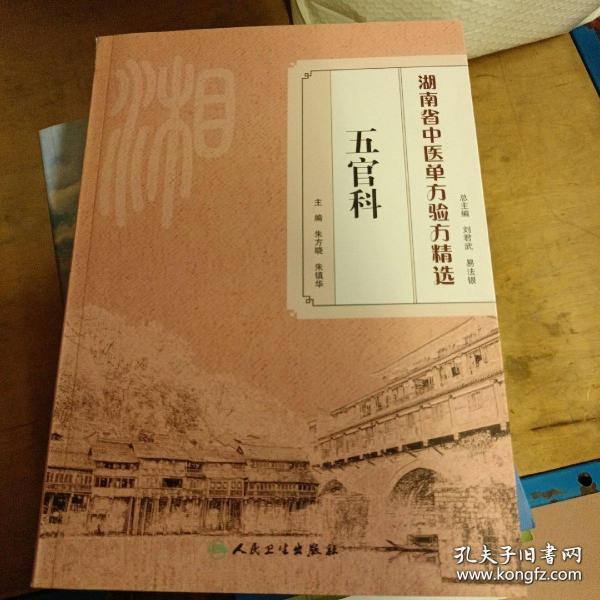 湘
湖南省中医单方验方精选
总主编 刘君武 易法银
五官科
主编 朱方晓 朱镇华
人民卫生出版社
孔夫子旧书网
www.kongfz.com